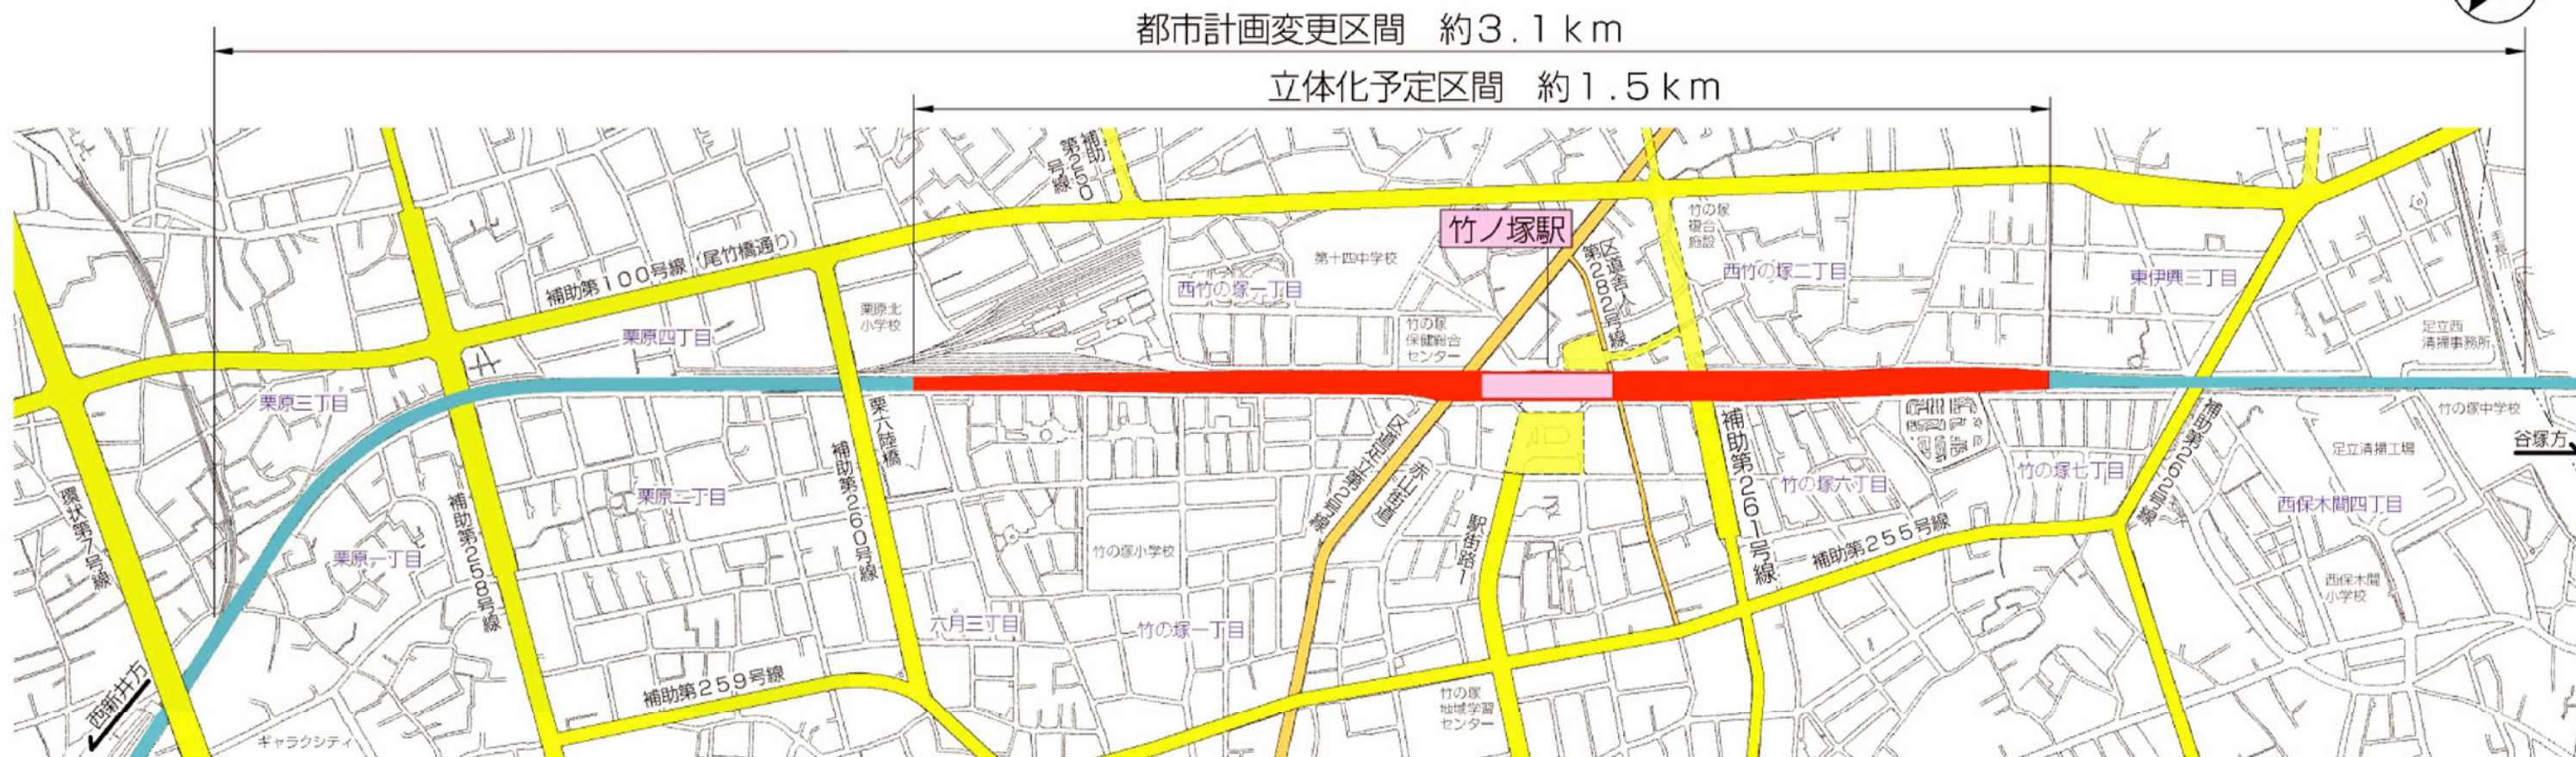 都市計画変更区間　約3.1km
立体化予定区間　約1.5km
補助
第250
号線
竹ノ塚駅
竹の塚
複合
施設
区道舎人
第282号線
第十四中学校
西竹の塚一丁目
西竹の塚二丁目
東伊興三丁目
毛長川
補助第100号線（尾竹橋通り）
栗原北
小学校
栗原四丁目
竹の塚
保健総合
センター
足立西
清掃事務所
栗原三丁目
栗六陸橋
補助第260号線
区道足立第2号線
（赤山街道）
補助第261号線
補助第262号線
竹の塚中学校
谷塚方
足立清掃工場
竹の塚六丁目
竹の塚七丁目
西保木間四丁目
環状第7号線
補助第258号線
栗原二丁目
栗原一丁目
竹の塚小学校
駅街路1
補助第255号線
西保木間
小学校
六月三丁目
竹の塚一丁目
西新井方
補助第259号線
竹の塚
地域学習
センター
ギャラクシティ